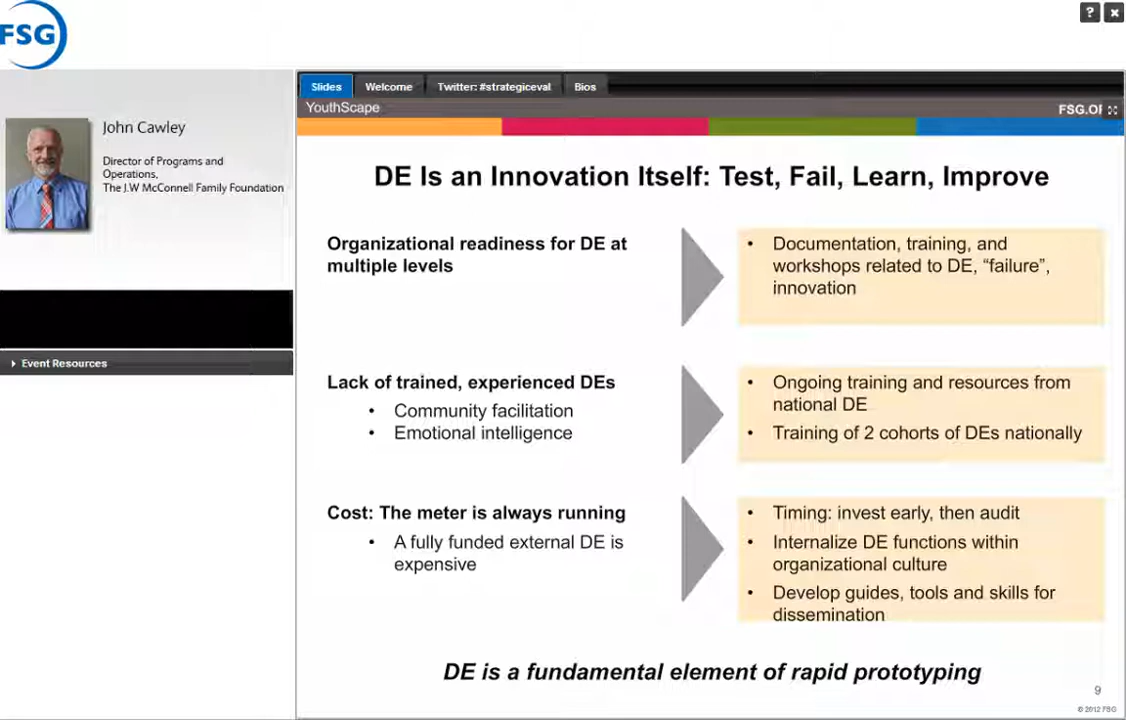 FSG
? ×
John Cawley
Director of Programs and
Operations,
The J.W McConnell Family Foundation
Event Resources
Slides Welcome Twitter: #strategiceval Bios
YouthScape
FSG.OR
DE Is an Innovation Itself: Test, Fail, Learn, Improve
Organizational readiness for DE at
multiple levels
• Documentation, training, and
workshops related to DE, “failure”,
innovation
Lack of trained, experienced DEs
• Community facilitation
• Emotional intelligence
• Ongoing training and resources from
national DE
• Training of 2 cohorts of DEs nationally
Cost: The meter is always running
• A fully funded external DE is
expensive
• Timing: invest early, then audit
• Internalize DE functions within
organizational culture
• Develop guides, tools and skills for
dissemination
DE is a fundamental element of rapid prototyping
9
© 2012 FSG